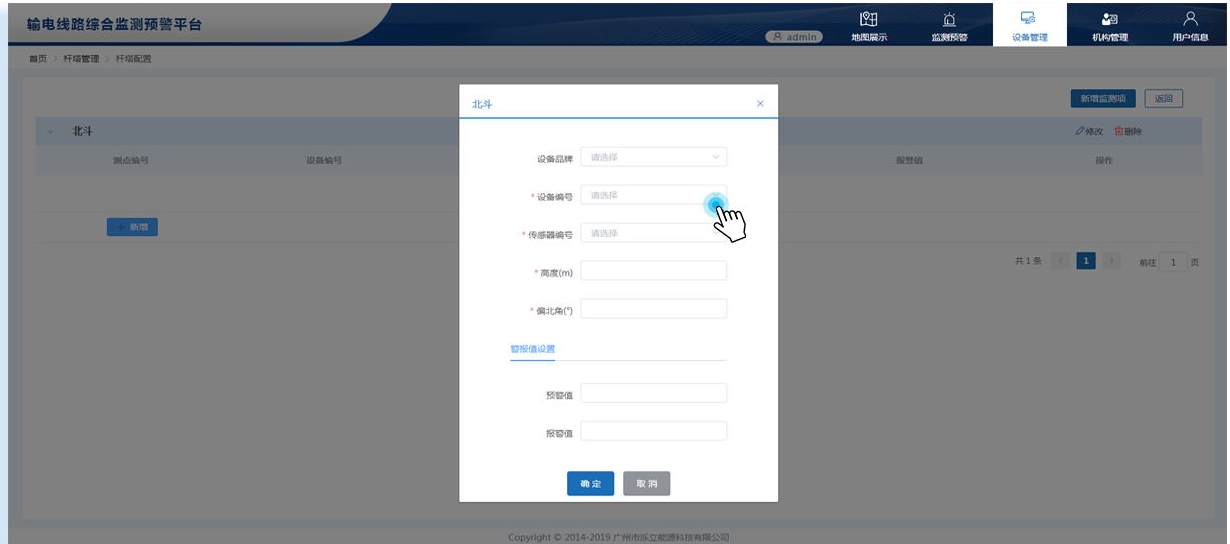 输电线路综合监测预警平台
admin
地图展示
监测预警
设备管理
机构管理
用户信息
首页 > 杆塔管理 > 杆塔配置
新增监测项 返回
北斗
修改 删除
测点编号 设备编号 报警值 操作
+ 新增
共 1 条 < 1 > 前往 1 页
北斗 ×
设备品牌 请选择
* 设备编号 请选择
* 传感器编号 请选择
* 高度(m)
* 偏北角(°)
警报值设置
预警值
报警值
确定 取消
Copyright © 2014-2019 广州市泺立能源科技有限公司